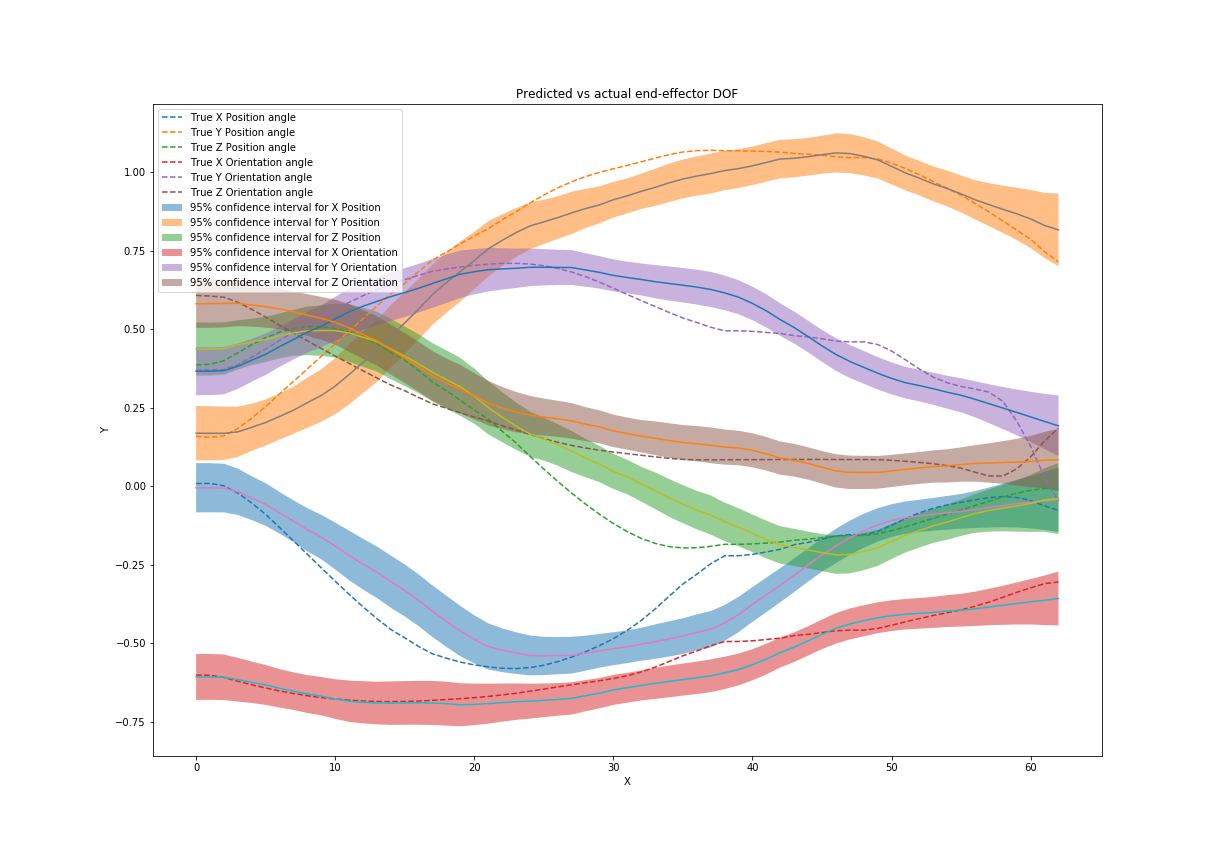 Predicted vs actual end-effector DOF
True X Position angle
True Y Position angle
True Z Position angle
True X Orientation angle
True Y Orientation angle
True Z Orientation angle
95% confidence interval for X Position
95% confidence interval for Y Position
95% confidence interval for Z Position
95% confidence interval for X Orientation
95% confidence interval for Y Orientation
95% confidence interval for Z Orientation
1.00
0.75
0.50
0.25
0.00
−0.25
−0.50
−0.75
Y
0 10 20 30 40 50 60
X